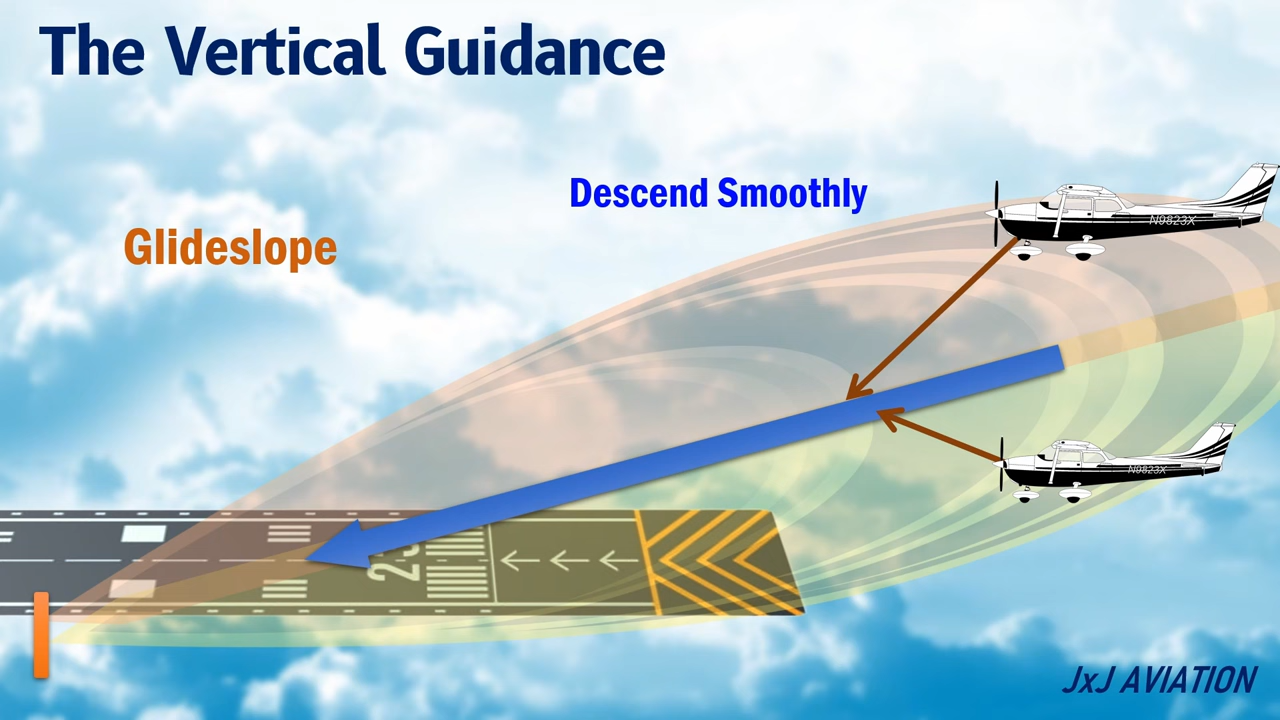 The Vertical Guidance
Descend Smoothly
Glideslope
N9823X
N9823X
JxJ AVIATION